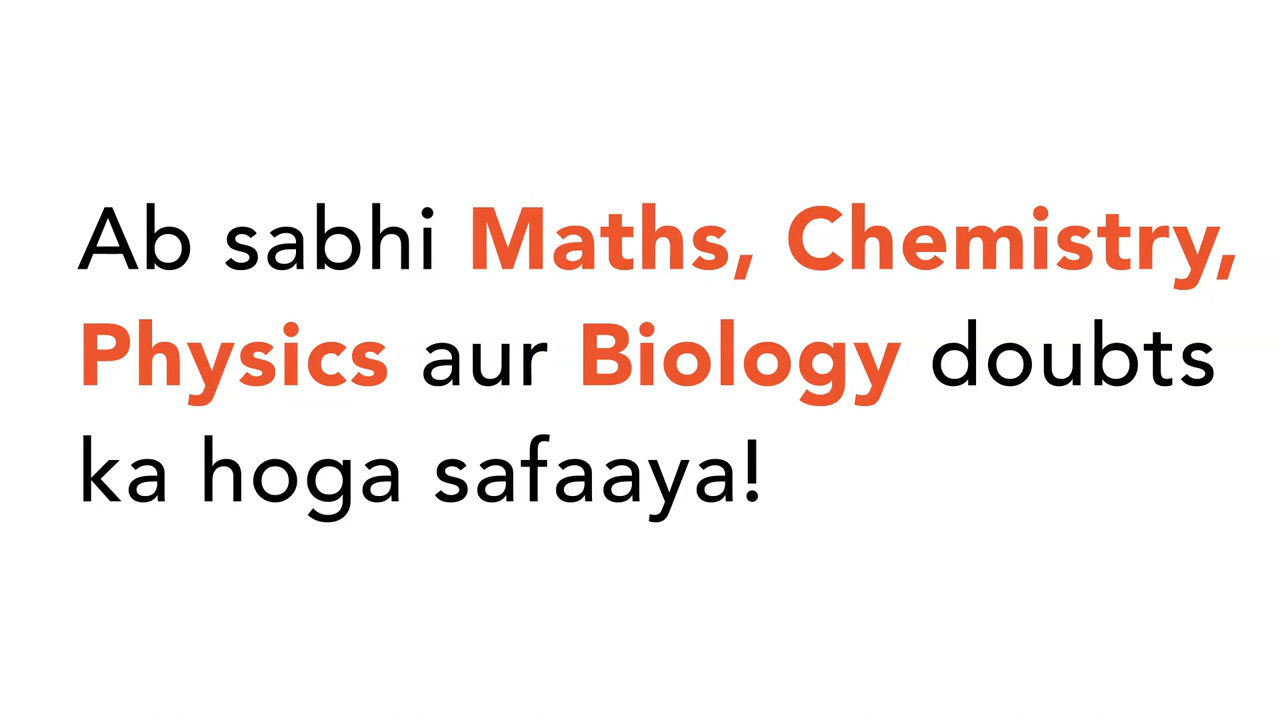 Ab sabhi Maths, Chemistry,
Physics aur Biology doubts
ka hoga safaaya!